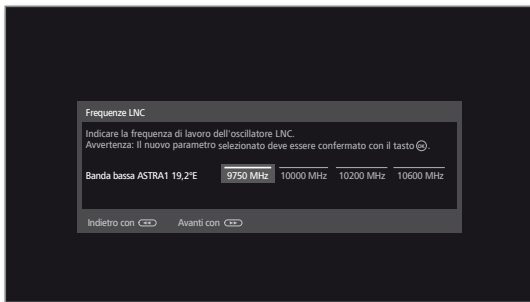 Frequenze LNC
Indicare la frequenza di lavoro dell'oscillatore LNC.
Avvertenza: Il nuovo parametro selezionato deve essere confermato con il tasto OK.
Banda bassa ASTRA1 19,2°E 9750 MHz 10000 MHz 10200 MHz 10600 MHz
Indietro con Avanti con